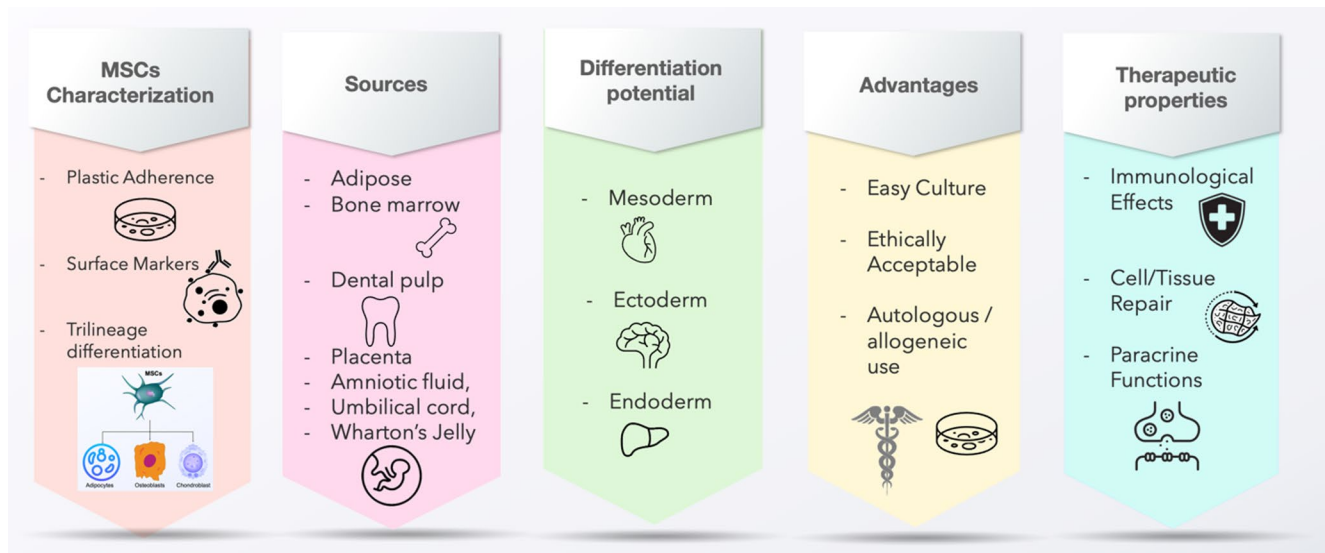 MSCs
Characterization
- Plastic Adherence
- Surface Markers
- Trilineage
differentiation
MSCs
Adipocytes
Osteoblasts
Chondroblast
Sources
- Adipose
- Bone marrow
- Dental pulp
- Placenta
- Amniotic fluid,
- Umbilical cord,
- Wharton's Jelly
Differentiation
potential
- Mesoderm
- Ectoderm
- Endoderm
Advantages
- Easy Culture
- Ethically
Acceptable
- Autologous /
allogeneic
use
Therapeutic
properties
- Immunological
Effects
- Cell/Tissue
Repair
- Paracrine
Functions